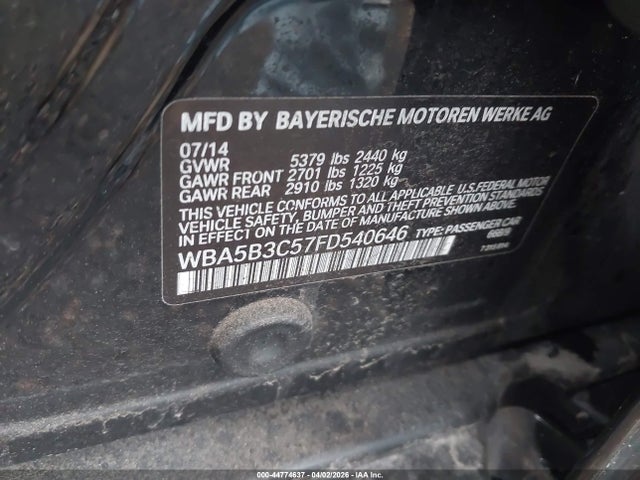 MFD BY BAYERISCHE MOTOREN WERKE AG
07/14
GVWR 5379 lbs 2440 kg
GAWR FRONT 2701 lbs 1225 kg
GAWR REAR 2910 lbs 1320 kg
THIS VEHICLE CONFORMS TO ALL APPLICABLE U.S. FEDERAL MOTOR
VEHICLE SAFETY, BUMPER AND THEFT PREVENTION STANDARDS
IN EFFECT ON THE DATE OF MANUFACTURE SHOWN ABOVE.
WBA5B3C57FD540646 TYPE: PASSENGER CAR
000-44774637 - 04/02/2026 - IAA Inc.